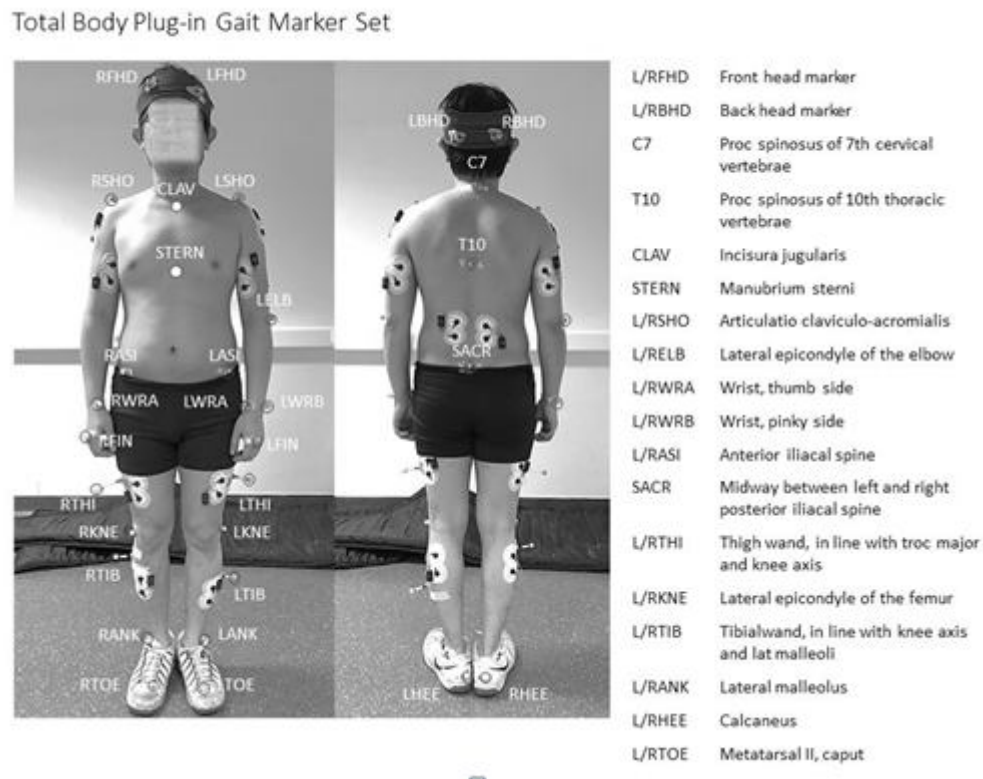 Total Body Plug-in Gait Marker Set
RFHD LFHD
LBHD RBHD
C7
RSHO CLAV LSHO
T10
STERN
LELB
SACR
RASI LASI
RWRA LWRA LWRB
LFIN
RTHI LTHI
RKNE LKNE
RTIB LTIB
RANK LANK
RTOE
LHEE RHEE
L/RFHD Front head marker
L/RBHD Back head marker
C7 Proc spinosus of 7th cervical
vertebrae
T10 Proc spinosus of 10th thoracic
vertebrae
CLAV Incisura jugularis
STERN Manubrium sterni
L/RSHO Articulatio claviculo-acromialis
L/RELB Lateral epicondyle of the elbow
L/RWRA Wrist, thumb side
L/RWRB Wrist, pinky side
L/RASI Anterior iliacal spine
SACR Midway between left and right
posterior iliacal spine
L/RTHI Thigh wand, in line with troc major
and knee axis
L/RKNE Lateral epicondyle of the femur
L/RTIB Tibialwand, in line with knee axis
and lat malleoli
L/RANK Lateral malleolus
L/RHEE Calcaneus
L/RTOE Metatarsal II, caput